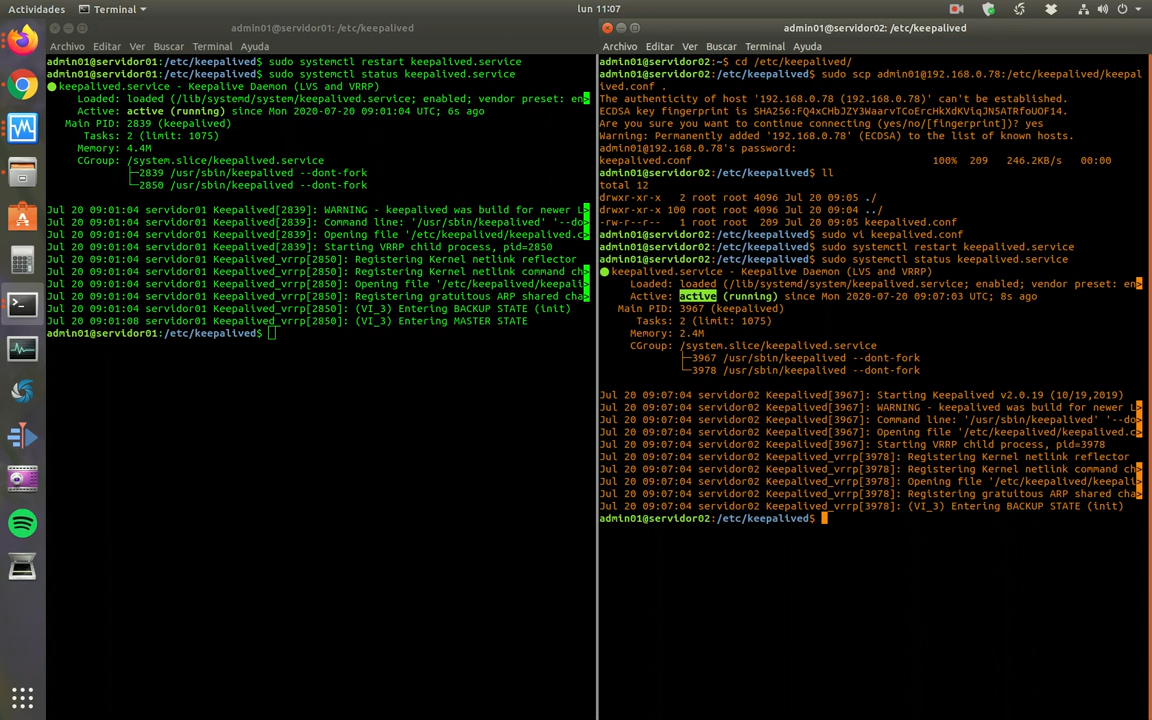 Actividades
Terminal
lun 11:07
admin01@servidor01: /etc/keepalived
Archivo Editar Ver Buscar Terminal Ayuda
admin01@servidor01:/etc/keepalived$ sudo systemctl restart keepalived.service
admin01@servidor01:/etc/keepalived$ sudo systemctl status keepalived.service
keepalived.service - Keepalive Daemon (LVS and VRRP)
Loaded: loaded (/lib/systemd/system/keepalived.service; enabled; vendor preset: en>
Active: active (running) since Mon 2020-07-20 09:01:04 UTC; 6s ago
Main PID: 2839 (keepalived)
Tasks: 2 (limit: 1075)
Memory: 4.4M
CGroup: /system.slice/keepalived.service
├─2839 /usr/sbin/keepalived --dont-fork
└─2850 /usr/sbin/keepalived --dont-fork
Jul 20 09:01:04 servidor01 Keepalived[2839]: WARNING - keepalived was build for newer L>
Jul 20 09:01:04 servidor01 Keepalived[2839]: Command line: '/usr/sbin/keepalived' '--do>
Jul 20 09:01:04 servidor01 Keepalived[2839]: Opening file '/etc/keepalived/keepalived.c>
Jul 20 09:01:04 servidor01 Keepalived[2839]: Starting VRRP child process, pid=2850
Jul 20 09:01:04 servidor01 Keepalived_vrrp[2850]: Registering Kernel netlink reflector
Jul 20 09:01:04 servidor01 Keepalived_vrrp[2850]: Registering Kernel netlink command ch>
Jul 20 09:01:04 servidor01 Keepalived_vrrp[2850]: Opening file '/etc/keepalived/keepali>
Jul 20 09:01:04 servidor01 Keepalived_vrrp[2850]: Registering gratuitous ARP shared cha>
Jul 20 09:01:04 servidor01 Keepalived_vrrp[2850]: (VI_3) Entering BACKUP STATE (init)
Jul 20 09:01:08 servidor01 Keepalived_vrrp[2850]: (VI_3) Entering MASTER STATE
admin01@servidor01:/etc/keepalived$
admin01@servidor02: /etc/keepalived
Archivo Editar Ver Buscar Terminal Ayuda
admin01@servidor02:~$ cd /etc/keepalived/
admin01@servidor02:/etc/keepalived$ sudo scp admin01@192.168.0.78:/etc/keepalived/keepal
ived.conf .
The authenticity of host '192.168.0.78 (192.168.0.78)' can't be established.
ECDSA key fingerprint is SHA256:FQ4xCHbJZY3WaarvTCoErcHkXdKViqJN5ATRfoUOF14.
Are you sure you want to continue connecting (yes/no/[fingerprint])? yes
Warning: Permanently added '192.168.0.78' (ECDSA) to the list of known hosts.
admin01@192.168.0.78's password:
keepalived.conf 100% 209 246.2KB/s 00:00
admin01@servidor02:/etc/keepalived$ ll
total 12
drwxr-xr-x 2 root root 4096 Jul 20 09:05 ./
drwxr-xr-x 100 root root 4096 Jul 20 09:04 ../
-rw-r--r-- 1 root root 209 Jul 20 09:05 keepalived.conf
admin01@servidor02:/etc/keepalived$ sudo vi keepalived.conf
admin01@servidor02:/etc/keepalived$ sudo systemctl restart keepalived.service
admin01@servidor02:/etc/keepalived$ sudo systemctl status keepalived.service
keepalived.service - Keepalive Daemon (LVS and VRRP)
Loaded: loaded (/lib/systemd/system/keepalived.service; enabled; vendor preset: en>
Active: active (running) since Mon 2020-07-20 09:07:03 UTC; 8s ago
Main PID: 3967 (keepalived)
Tasks: 2 (limit: 1075)
Memory: 2.4M
CGroup: /system.slice/keepalived.service
├─3967 /usr/sbin/keepalived --dont-fork
└─3978 /usr/sbin/keepalived --dont-fork
Jul 20 09:07:04 servidor02 Keepalived[3967]: Starting Keepalived v2.0.19 (10/19,2019)
Jul 20 09:07:04 servidor02 Keepalived[3967]: WARNING - keepalived was build for newer L>
Jul 20 09:07:04 servidor02 Keepalived[3967]: Command line: '/usr/sbin/keepalived' '--do>
Jul 20 09:07:04 servidor02 Keepalived[3967]: Opening file '/etc/keepalived/keepalived.c>
Jul 20 09:07:04 servidor02 Keepalived[3967]: Starting VRRP child process, pid=3978
Jul 20 09:07:04 servidor02 Keepalived_vrrp[3978]: Registering Kernel netlink reflector
Jul 20 09:07:04 servidor02 Keepalived_vrrp[3978]: Registering Kernel netlink command ch>
Jul 20 09:07:04 servidor02 Keepalived_vrrp[3978]: Opening file '/etc/keepalived/keepali>
Jul 20 09:07:04 servidor02 Keepalived_vrrp[3978]: Registering gratuitous ARP shared cha>
Jul 20 09:07:04 servidor02 Keepalived_vrrp[3978]: (VI_3) Entering BACKUP STATE (init)
admin01@servidor02:/etc/keepalived$